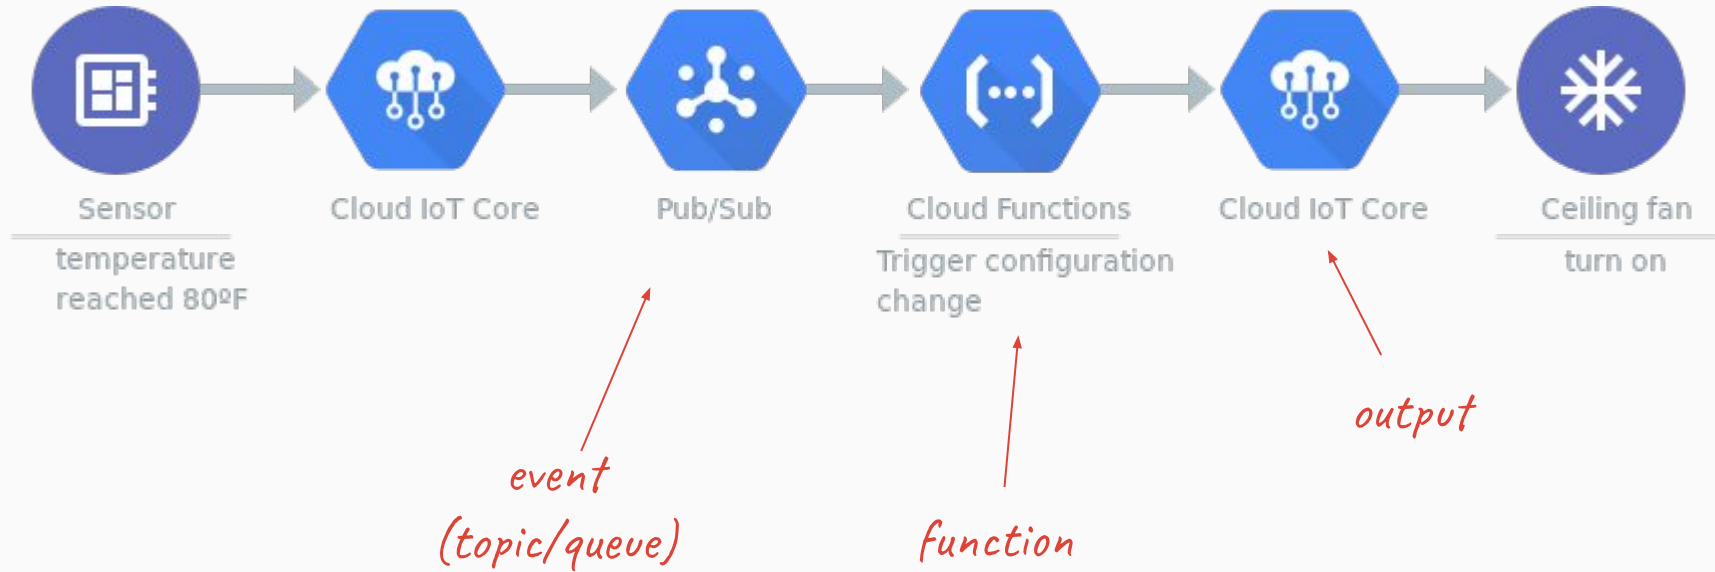 Sensor
temperature
reached 80ºF
Cloud IoT Core
Pub/Sub
Cloud Functions
Trigger configuration
change
Cloud IoT Core
Ceiling fan
turn on
event
(topic/queue)
function
output